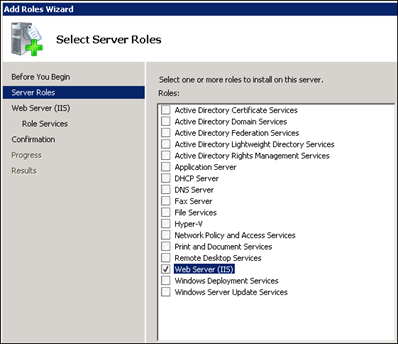 Add Roles Wizard
Select Server Roles
Before You Begin
Server Roles
Web Server (IIS)
Role Services
Confirmation
Progress
Results
Select one or more roles to install on this server.
Roles:
Active Directory Certificate Services
Active Directory Domain Services
Active Directory Federation Services
Active Directory Lightweight Directory Services
Active Directory Rights Management Services
Application Server
DHCP Server
DNS Server
Fax Server
File Services
Hyper-V
Network Policy and Access Services
Print and Document Services
Remote Desktop Services
Web Server (IIS)
Windows Deployment Services
Windows Server Update Services